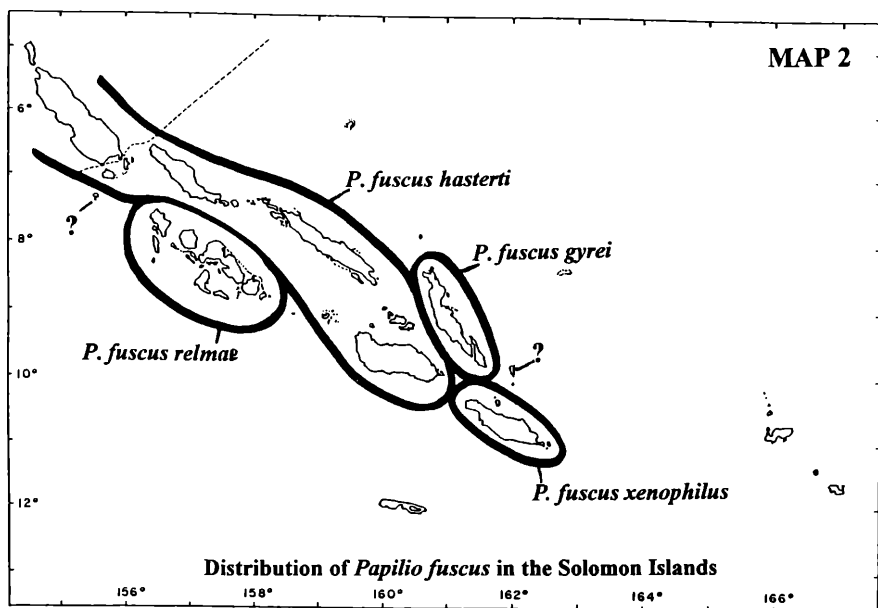 MAP 2
6°
P. fuscus hasterti
?
8°
P. fuscus gyrei
P. fuscus relmae
?
10°
P. fuscus xenophilus
12°
Distribution of Papilio fuscus in the Solomon Islands
156° 158° 160° 162° 164° 166°